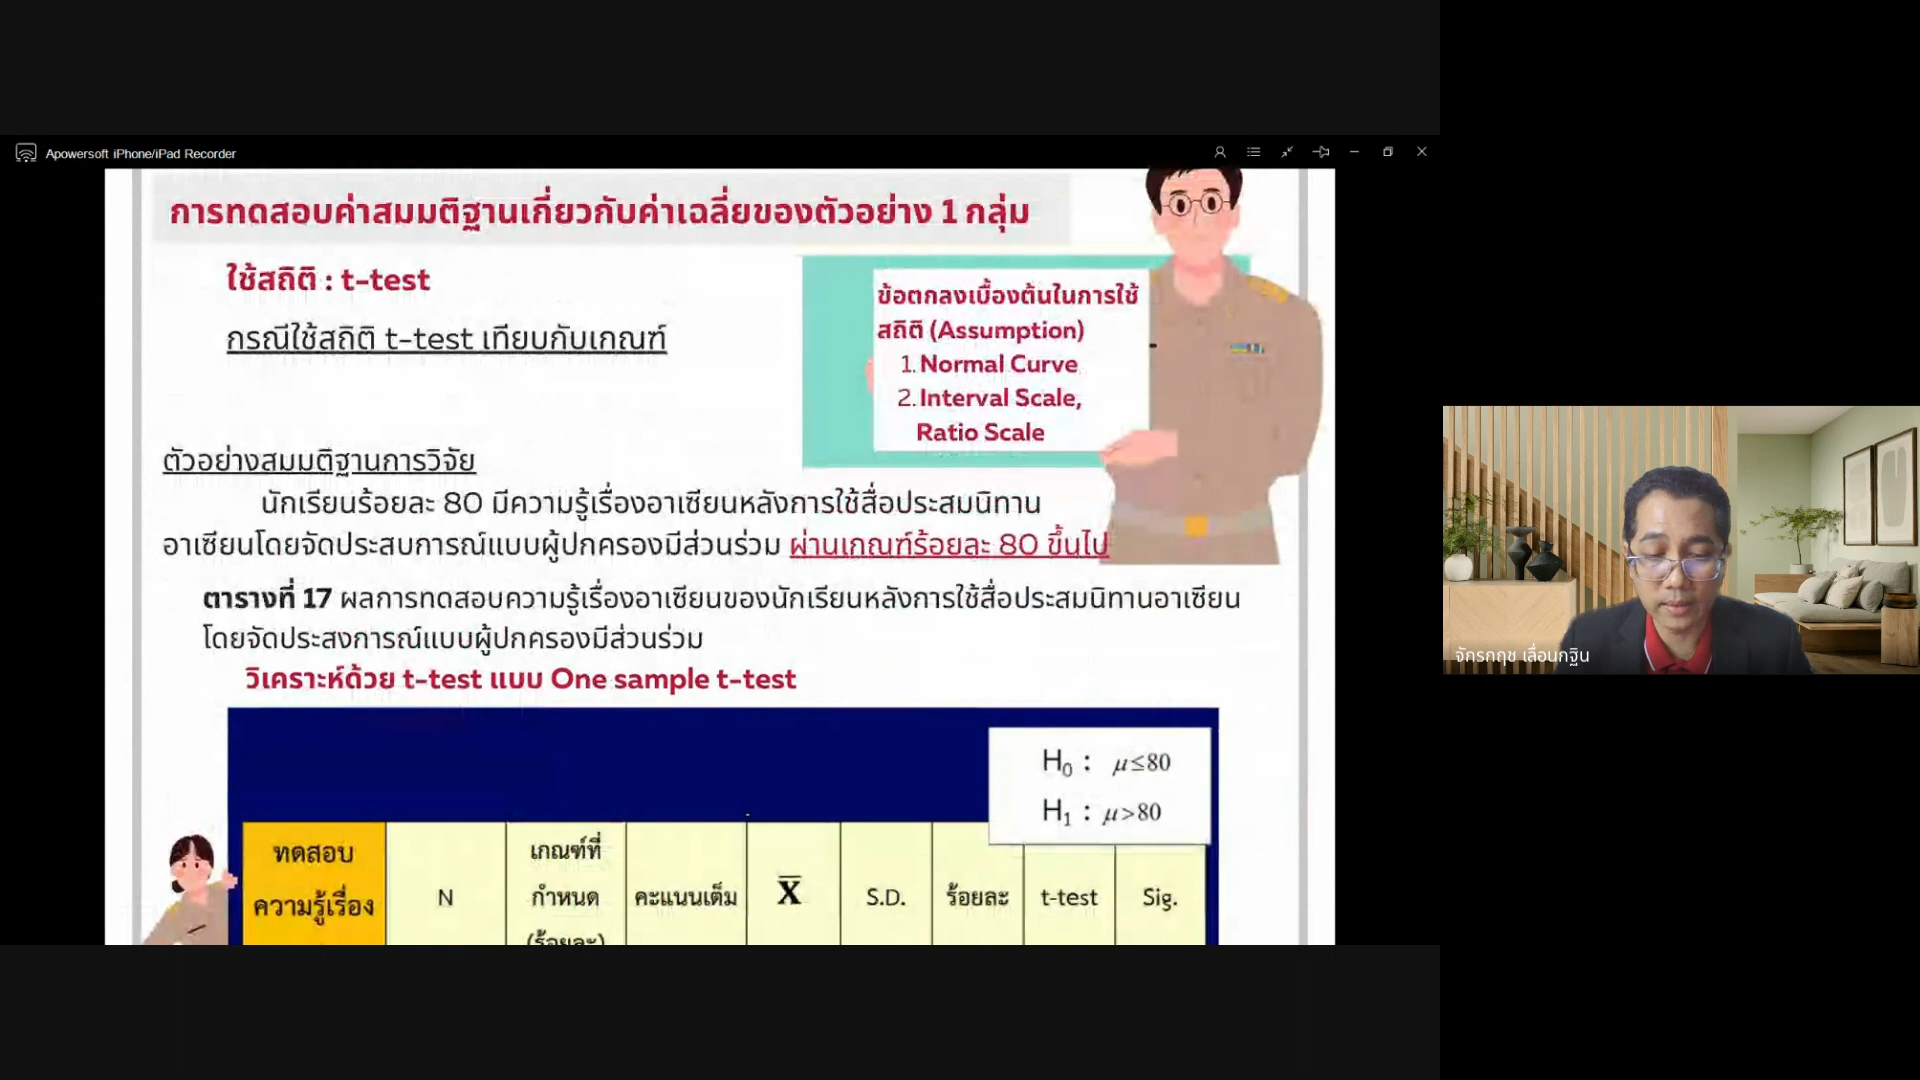 Apowersoft iPhone/iPad Recorder
การทดสอบค่าสมมติฐานเกี่ยวกับค่าเฉลี่ยของตัวอย่าง 1 กลุ่ม
ใช้สถิติ : t-test
กรณีใช้สถิติ t-test เทียบกับเกณฑ์
ข้อตกลงเบื้องต้นในการใช้
สถิติ (Assumption)
1. Normal Curve
2. Interval Scale,
Ratio Scale
ตัวอย่างสมมติฐานการวิจัย
นักเรียนร้อยละ 80 มีความรู้เรื่องอาเซียนหลังการใช้สื่อประสมนิทาน
อาเซียนโดยจัดประสบการณ์แบบผู้ปกครองมีส่วนร่วม ผ่านเกณฑ์ร้อยละ 80 ขึ้นไป
ตารางที่ 17 ผลการทดสอบความรู้เรื่องอาเซียนของนักเรียนหลังการใช้สื่อประสมนิทานอาเซียน
โดยจัดประสงการณ์แบบผู้ปกครองมีส่วนร่วม
วิเคราะห์ด้วย t-test แบบ One sample t-test
H₀ : μ≤80
H₁ : μ>80
ทดสอบ
ความรู้เรื่อง
N
เกณฑ์ที่
กำหนด
(ร้อยละ)
คะแนนเต็ม
X̅
S.D.
ร้อยละ
t-test
Sig.
จักรกฤช เลื่อนกฐิน